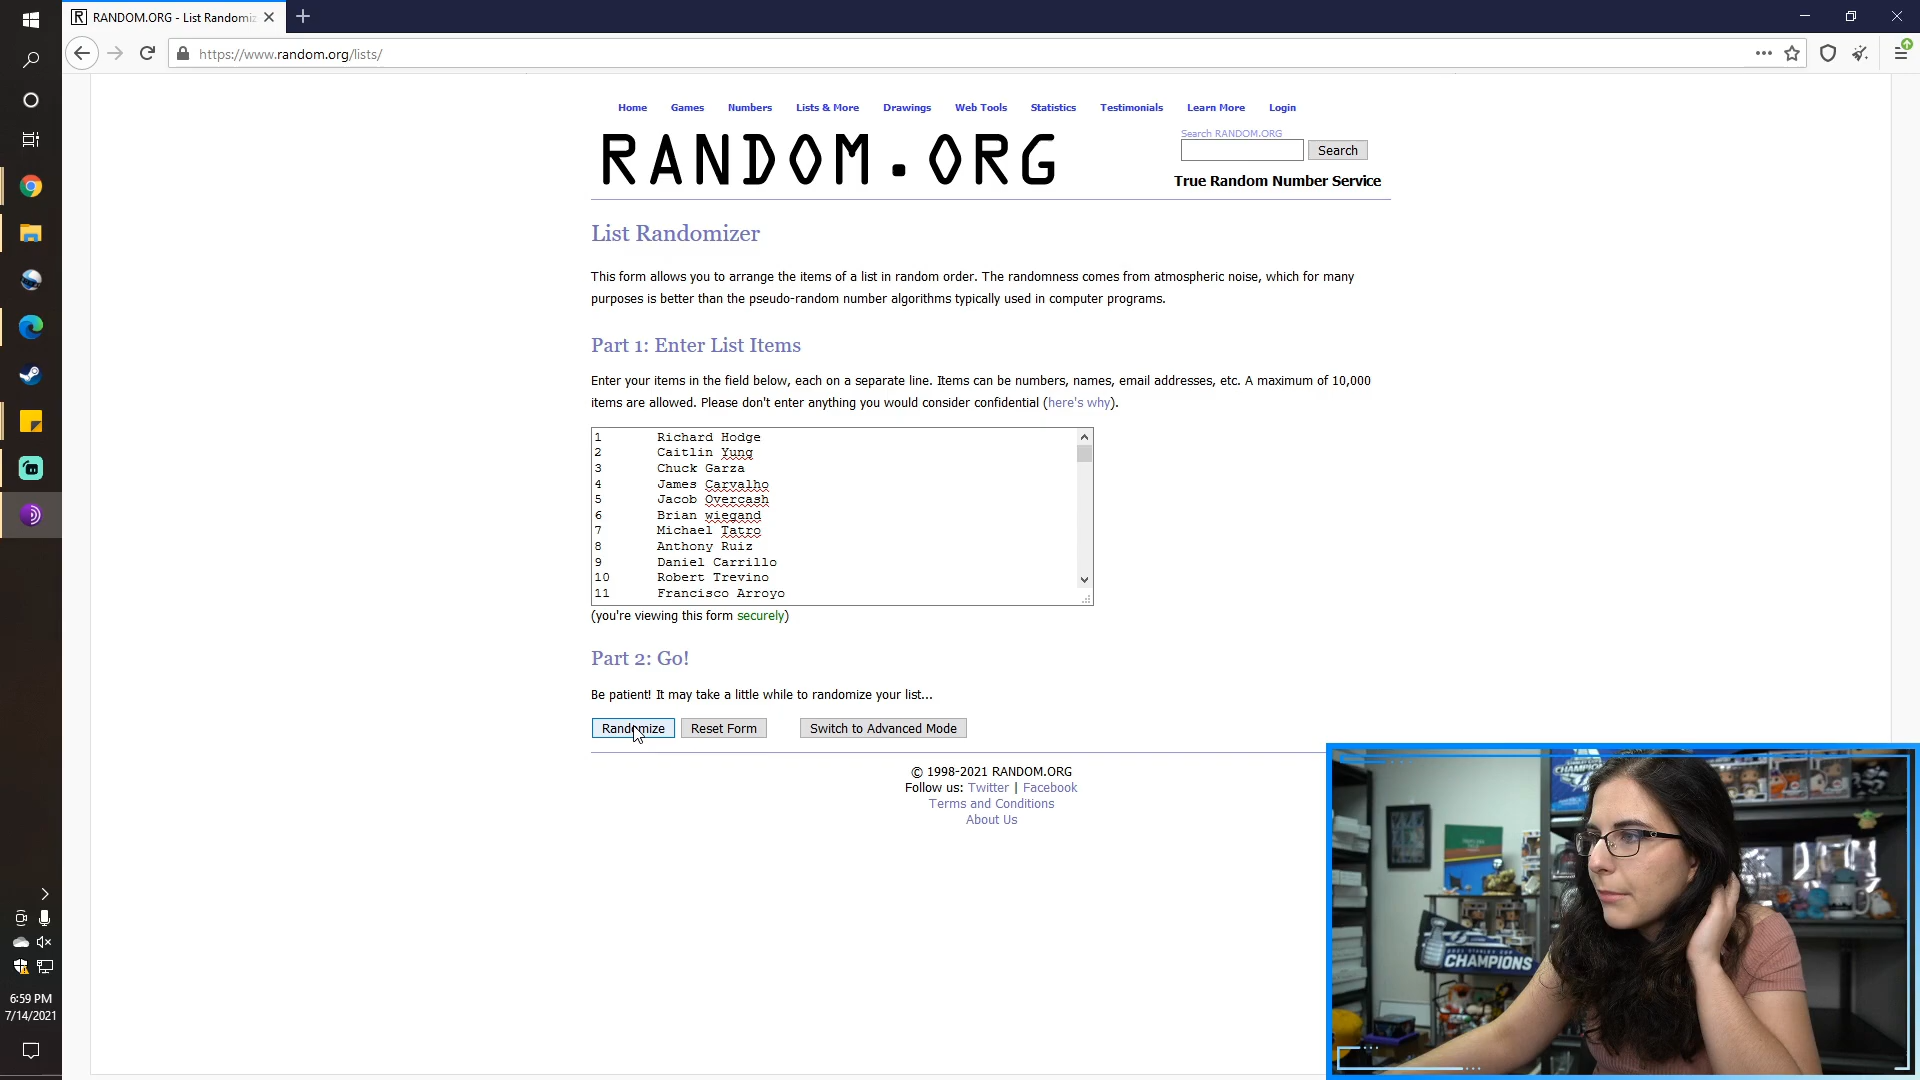 RANDOM.ORG - List Randomiz
https://www.random.org/lists/
Home Games Numbers Lists & More Drawings Web Tools Statistics Testimonials Learn More Login
RANDOM.ORG
Search RANDOM.ORG
Search
True Random Number Service
List Randomizer
This form allows you to arrange the items of a list in random order. The randomness comes from atmospheric noise, which for many
purposes is better than the pseudo-random number algorithms typically used in computer programs.
Part 1: Enter List Items
Enter your items in the field below, each on a separate line. Items can be numbers, names, email addresses, etc. A maximum of 10,000
items are allowed. Please don't enter anything you would consider confidential (here's why).
1 Richard Hodge
2 Caitlin Yung
3 Chuck Garza
4 James Carvalho
5 Jacob Overcash
6 Brian wiegand
7 Michael Tatro
8 Anthony Ruiz
9 Daniel Carrillo
10 Robert Trevino
11 Francisco Arroyo
(you're viewing this form securely)
Part 2: Go!
Be patient! It may take a little while to randomize your list...
Randomize Reset Form Switch to Advanced Mode
© 1998-2021 RANDOM.ORG
Follow us: Twitter | Facebook
Terms and Conditions
About Us
6:59 PM
7/14/2021
CHAMPIONS